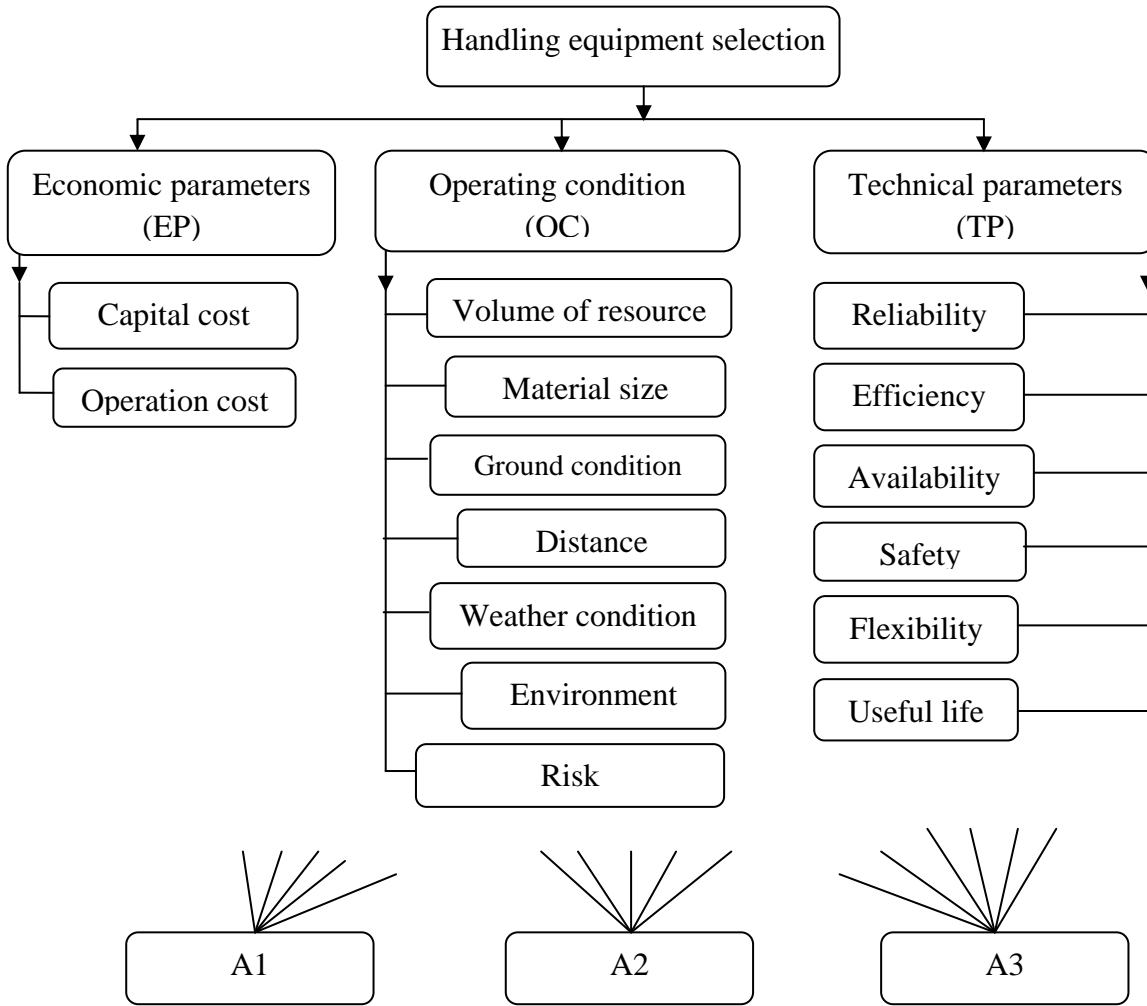 Handling equipment selection
Economic parameters
(EP)
Operating condition
(OC)
Technical parameters
(TP)
Capital cost
Operation cost
Volume of resource
Material size
Ground condition
Distance
Weather condition
Environment
Risk
Reliability
Efficiency
Availability
Safety
Flexibility
Useful life
A1
A2
A3